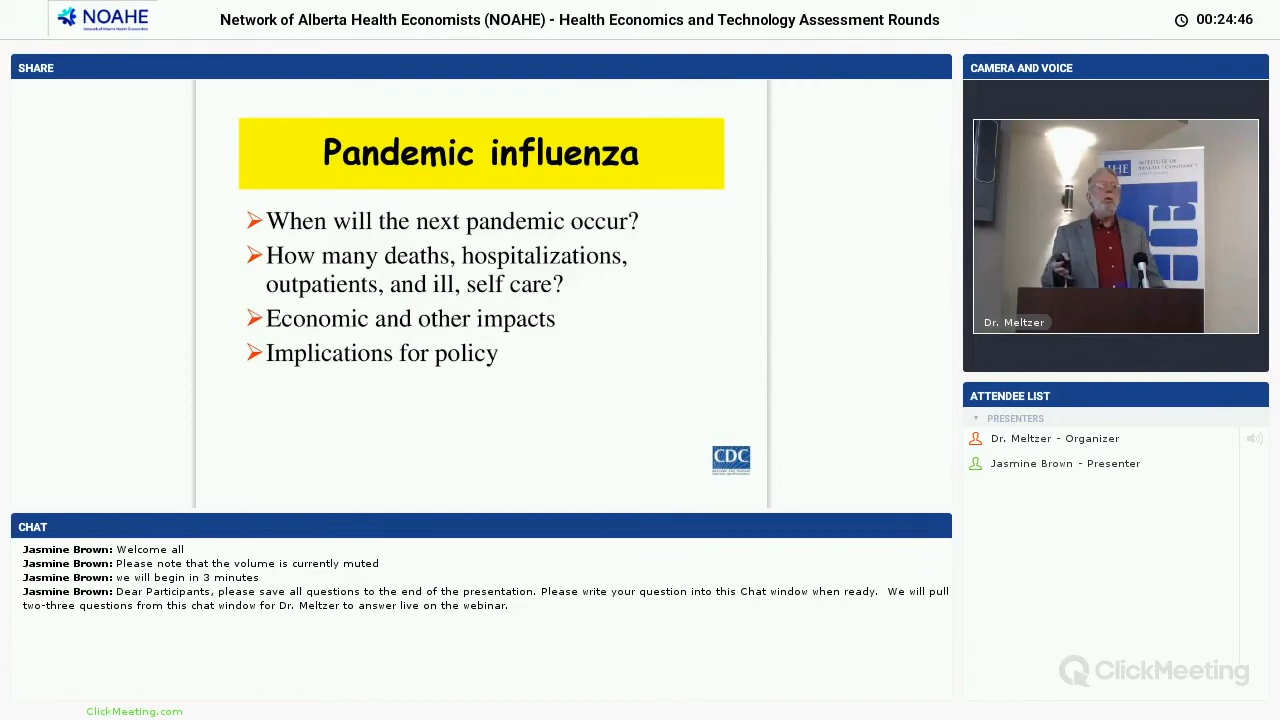 NOAHE
Network of Alberta Health Economists (NOAHE) - Health Economics and Technology Assessment Rounds
00:24:46
SHARE
Pandemic influenza
When will the next pandemic occur?
How many deaths, hospitalizations,
outpatients, and ill, self care?
Economic and other impacts
Implications for policy
CDC
CAMERA AND VOICE
INSTITUTE OF
HEALTH ECONOMICS
IHE
Dr. Meltzer
ATTENDEE LIST
PRESENTERS
Dr. Meltzer - Organizer
Jasmine Brown - Presenter
CHAT
Jasmine Brown: Welcome all
Jasmine Brown: Please note that the volume is currently muted
Jasmine Brown: we will begin in 3 minutes
Jasmine Brown: Dear Participants, please save all questions to the end of the presentation. Please write your question into this Chat window when ready. We will pull
two-three questions from this chat window for Dr. Meltzer to answer live on the webinar.
ClickMeeting
ClickMeeting.com